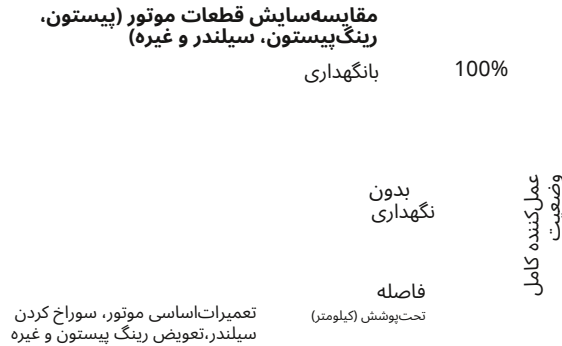 مقایسه‌سایش قطعات موتور (پیستون،
رینگ‌پیستون، سیلندر و غیره)
100%
بانگهداری
وضعیت
عمل‌کننده کامل
بدون
نگهداری
فاصله
تحت‌پوشش (کیلومتر)
تعمیرات‌اساسی موتور، سوراخ کردن
سیلندر،تعویض رینگ پیستون و غیره